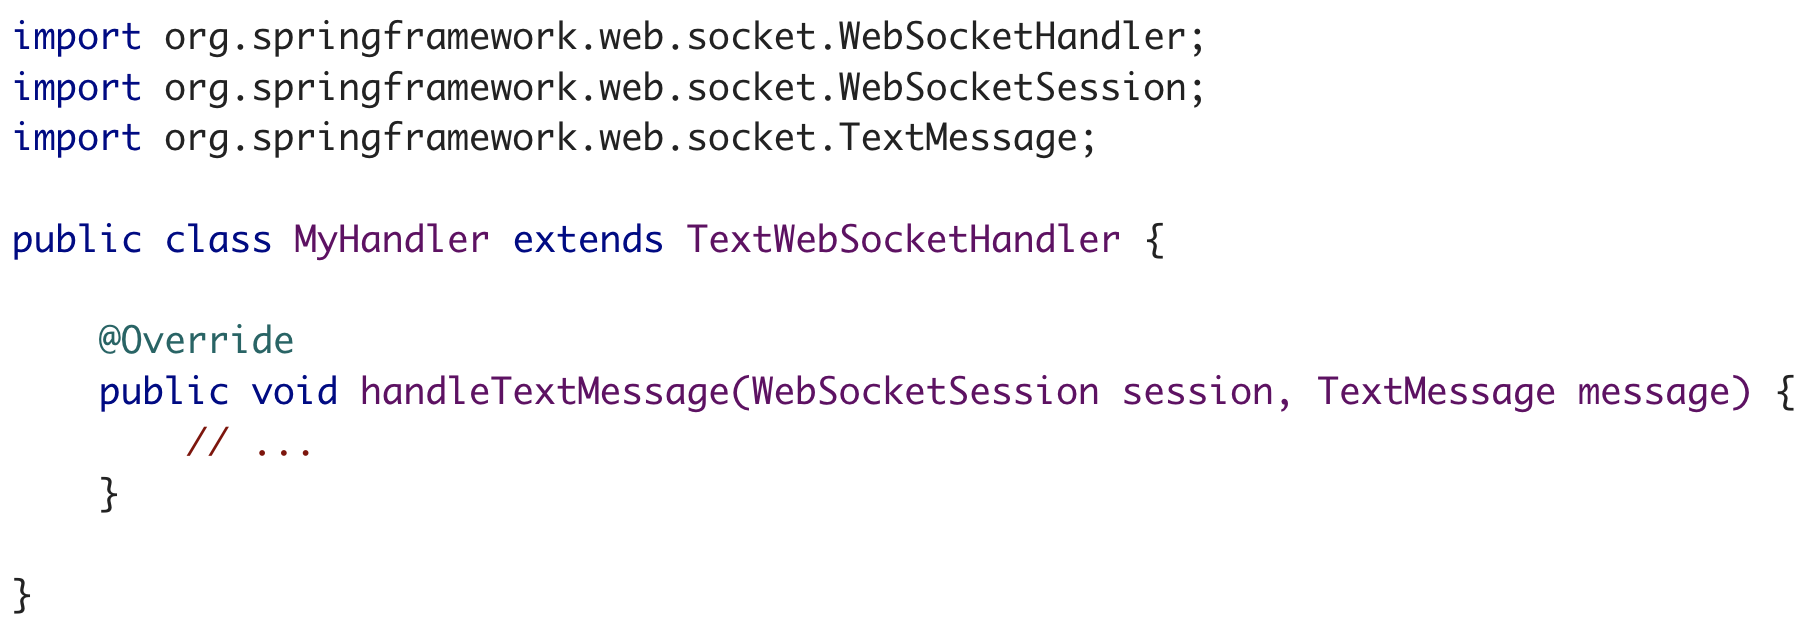 import org.springframework.web.socket.WebSocketHandler;
import org.springframework.web.socket.WebSocketSession;
import org.springframework.web.socket.TextMessage;
public class MyHandler extends TextWebSocketHandler {
@Override
public void handleTextMessage(WebSocketSession session, TextMessage message) {
// ...
}
}